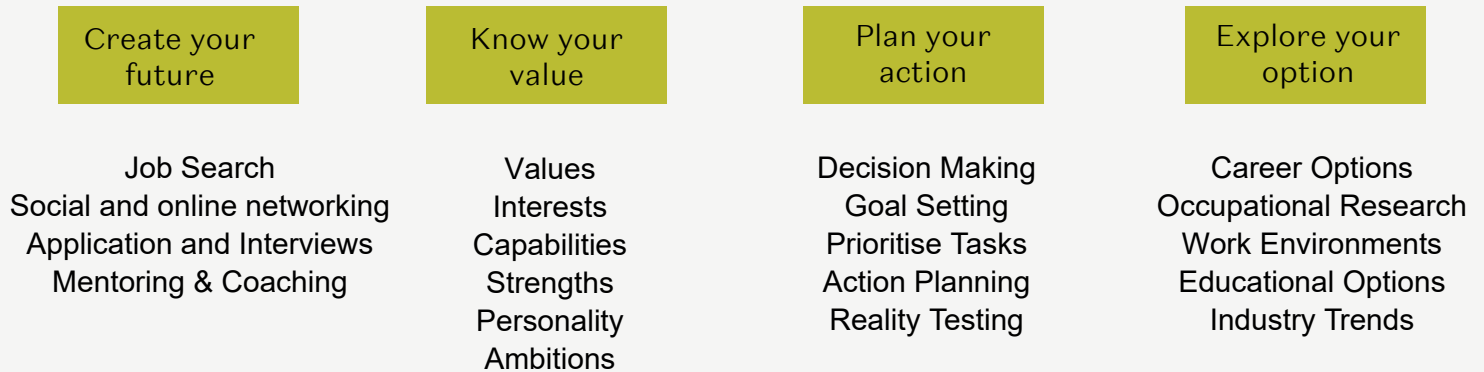 Create your
future
Job Search
Social and online networking
Application and Interviews
Mentoring & Coaching
Know your
value
Values
Interests
Capabilities
Strengths
Personality
Ambitions
Plan your
action
Decision Making
Goal Setting
Prioritise Tasks
Action Planning
Reality Testing
Explore your
option
Career Options
Occupational Research
Work Environments
Educational Options
Industry Trends